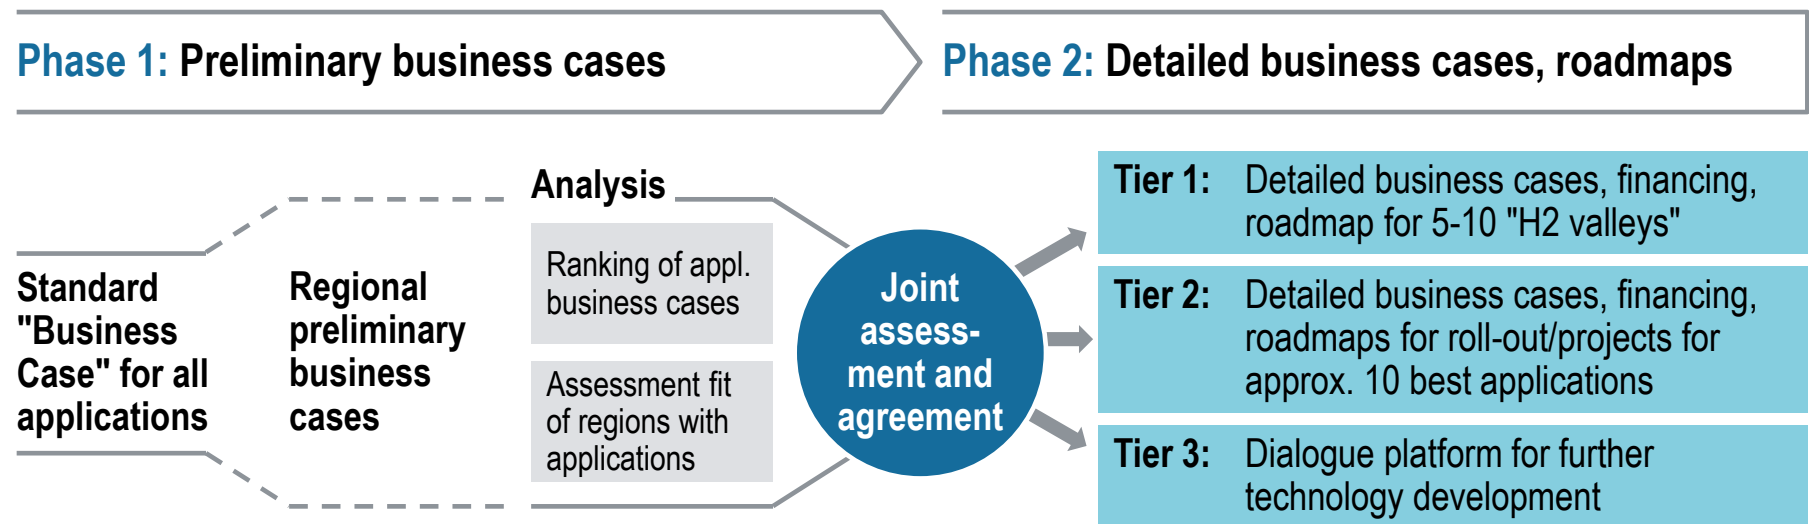 Phase 1: Preliminary business cases
Phase 2: Detailed business cases, roadmaps
Standard
"Business
Case" for all
applications
Regional
preliminary
business
cases
Analysis
Ranking of appl.
business cases
Assessment fit
of regions with
applications
Joint
assess-
ment and
agreement
Tier 1: Detailed business cases, financing,
roadmap for 5-10 "H2 valleys"
Tier 2: Detailed business cases, financing,
roadmaps for roll-out/projects for
approx. 10 best applications
Tier 3: Dialogue platform for further
technology development